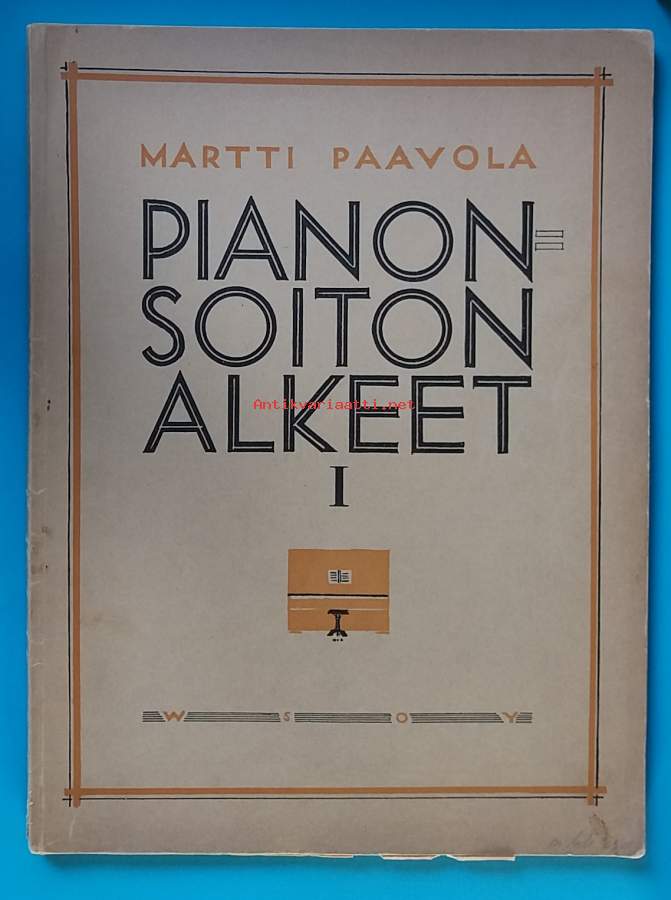 MARTTI PAAVOLA
PIANON=
SOITON
ALKEET
Antikvariaatti.net
I
W S O Y